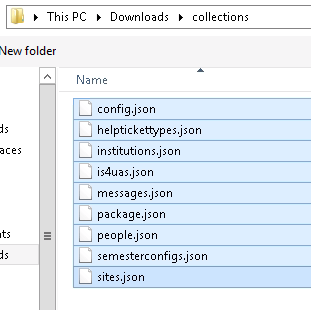 This PC Downloads collections
New folder
Name
config.json
helptickettypes.json
ds
institutions.json
aces
is4uas.json
messages.json
package.json
people.json
nts
semesterconfigs.json
ds
sites.json